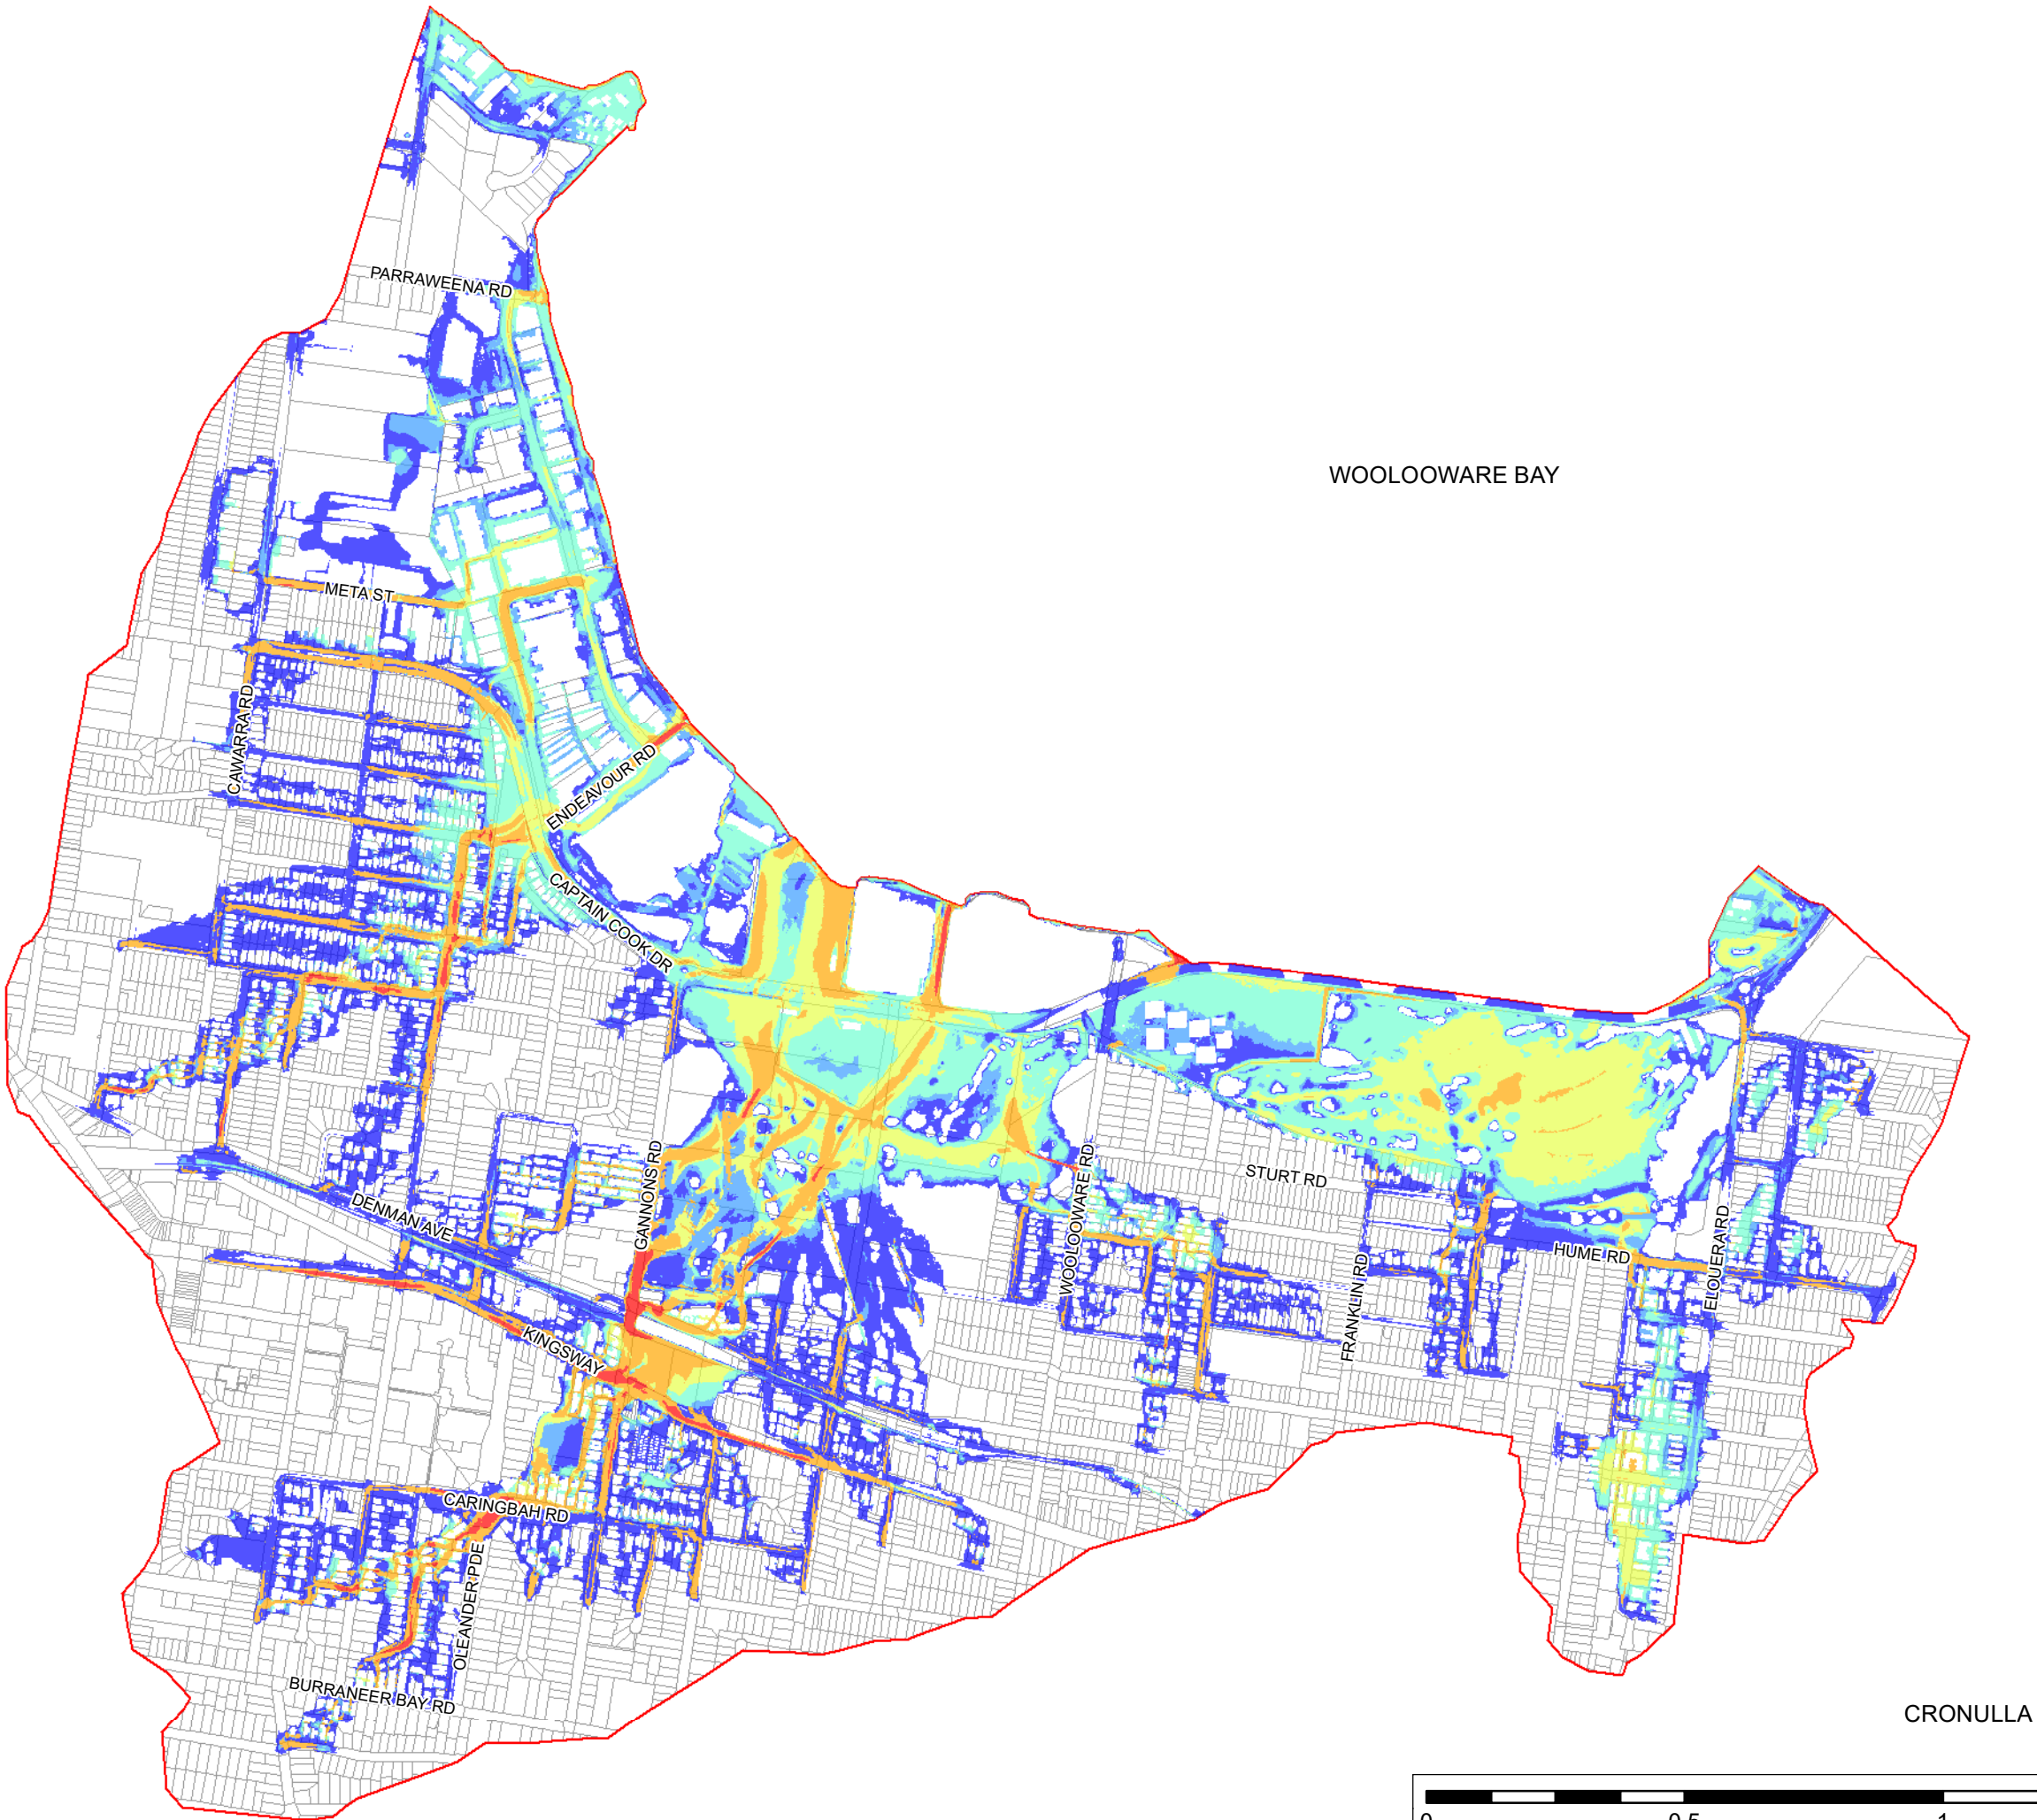 PARRAWEENA RD
WOOLOOWARE BAY
META ST
CAWARRA RD
ENDEAVOUR RD
CAPTAIN COOK DR
GANNONS RD
WOOLOOWARE RD
STURT RD
DENMAN AVE
HUME RD
ELOUERA RD
FRANKLIN RD
KINGSWAY
CARINGBAH RD
OLEANDER PDE
BURRANEER BAY RD
CRONULLA
0 0.5 1